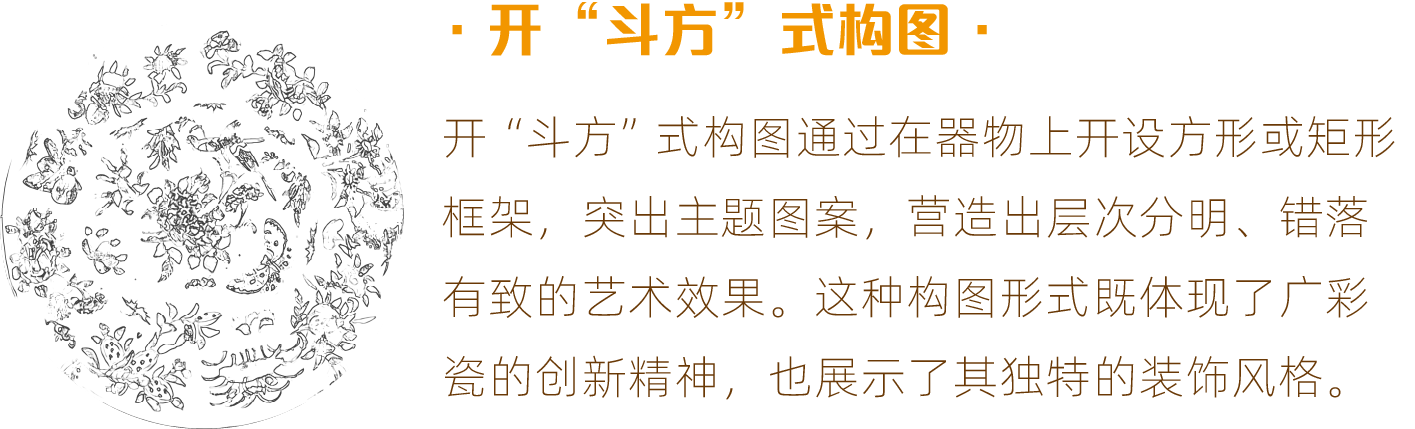 · 开“斗方”式构图 ·
开“斗方”式构图通过在器物上开设方形或矩形
框架，突出主题图案，营造出层次分明、错落
有致的艺术效果。这种构图形式既体现了广彩
瓷的创新精神，也展示了其独特的装饰风格。